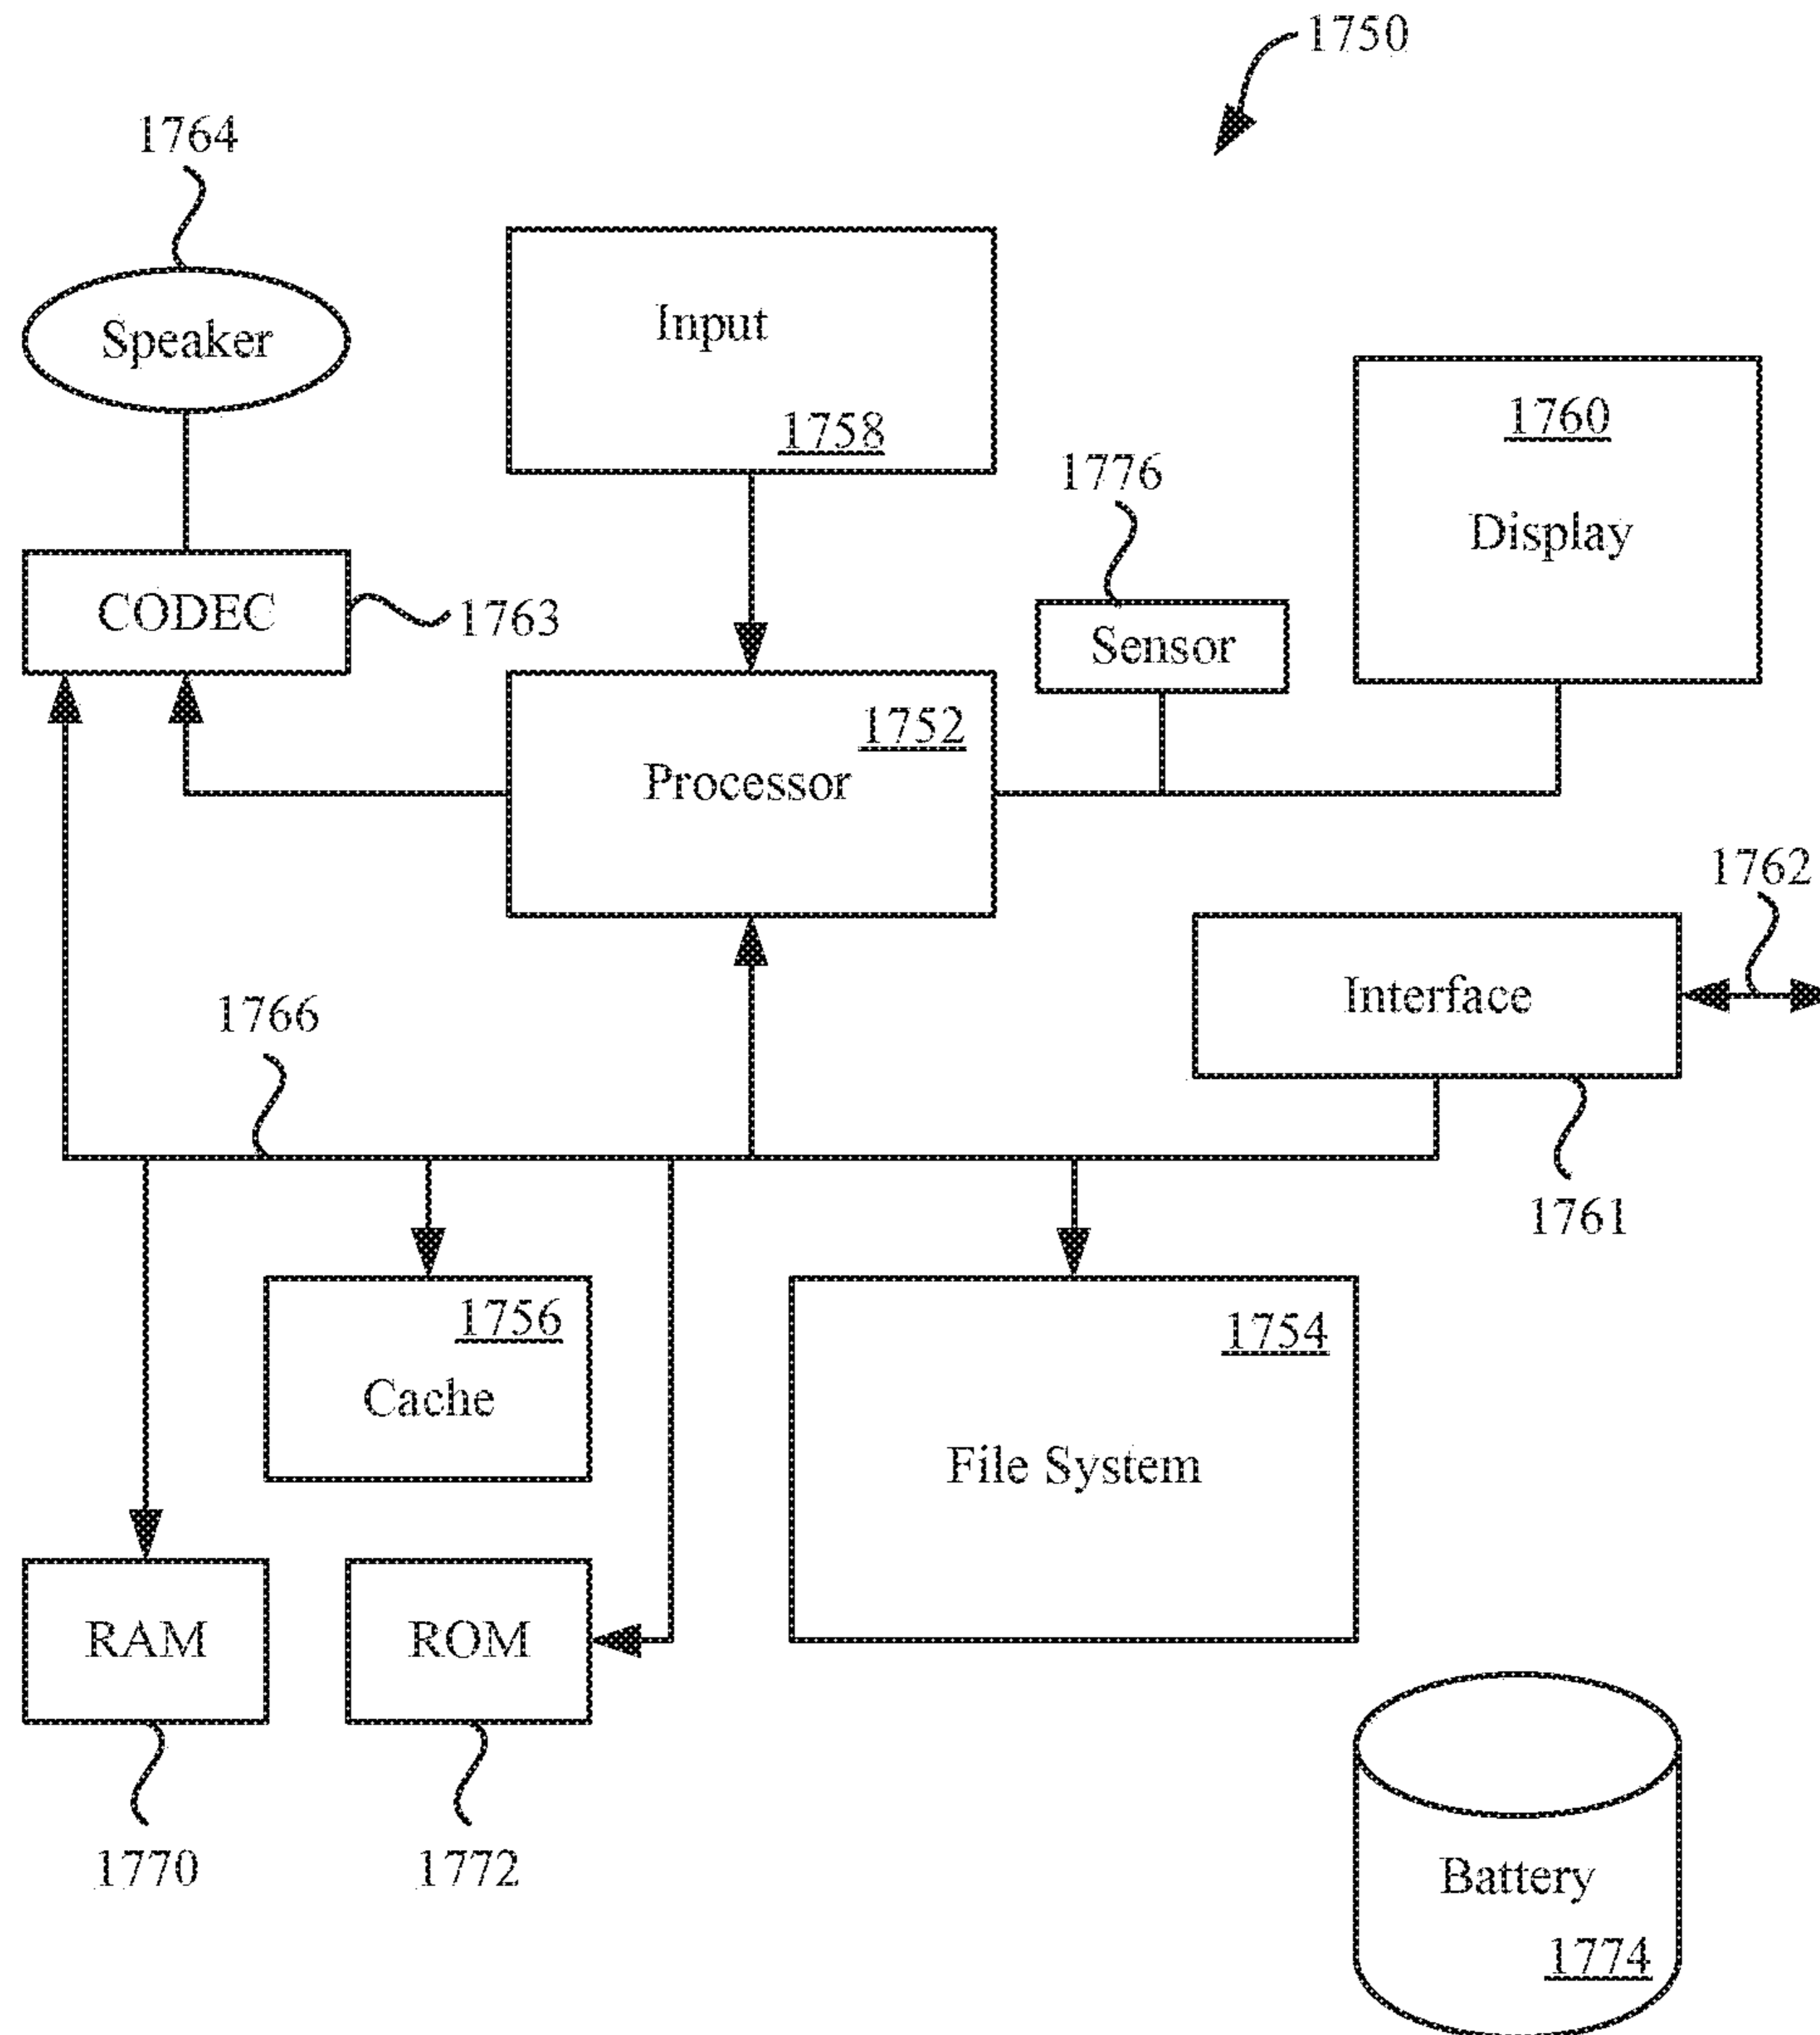 1750
1764
Speaker
Input
1758
1760
Display
1776
Sensor
CODEC
1763
1752
Processor
1762
Interface
1766
1761
1756
Cache
1754
File System
RAM
ROM
1770
1772
Battery
1774